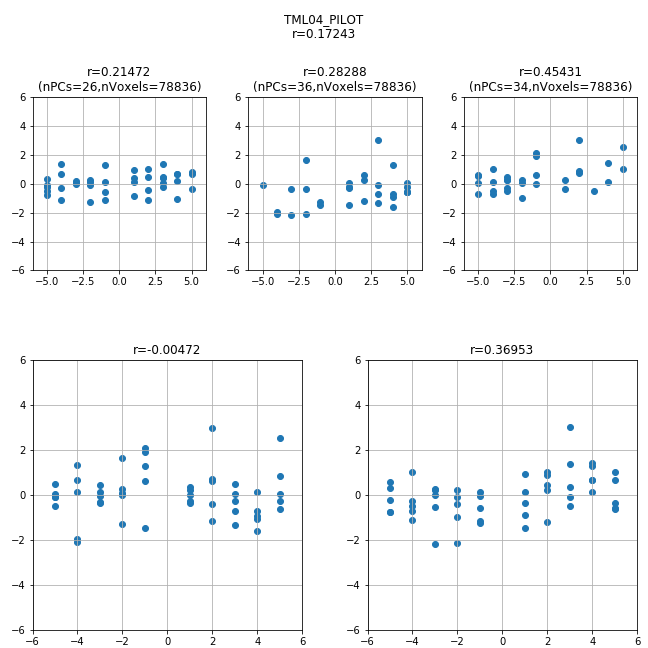 TML04_PILOT
r=0.17243
r=0.21472
(nPCs=26,nVoxels=78836)
r=0.28288
(nPCs=36,nVoxels=78836)
r=0.45431
(nPCs=34,nVoxels=78836)
6
4
2
0
−2
−4
−6
−5.0 −2.5 0.0 2.5 5.0
6
4
2
0
−2
−4
−6
−5.0 −2.5 0.0 2.5 5.0
6
4
2
0
−2
−4
−6
−5.0 −2.5 0.0 2.5 5.0
r=-0.00472
6
4
2
0
−2
−4
−6
−6 −4 −2 0 2 4 6
r=0.36953
6
4
2
0
−2
−4
−6
−6 −4 −2 0 2 4 6